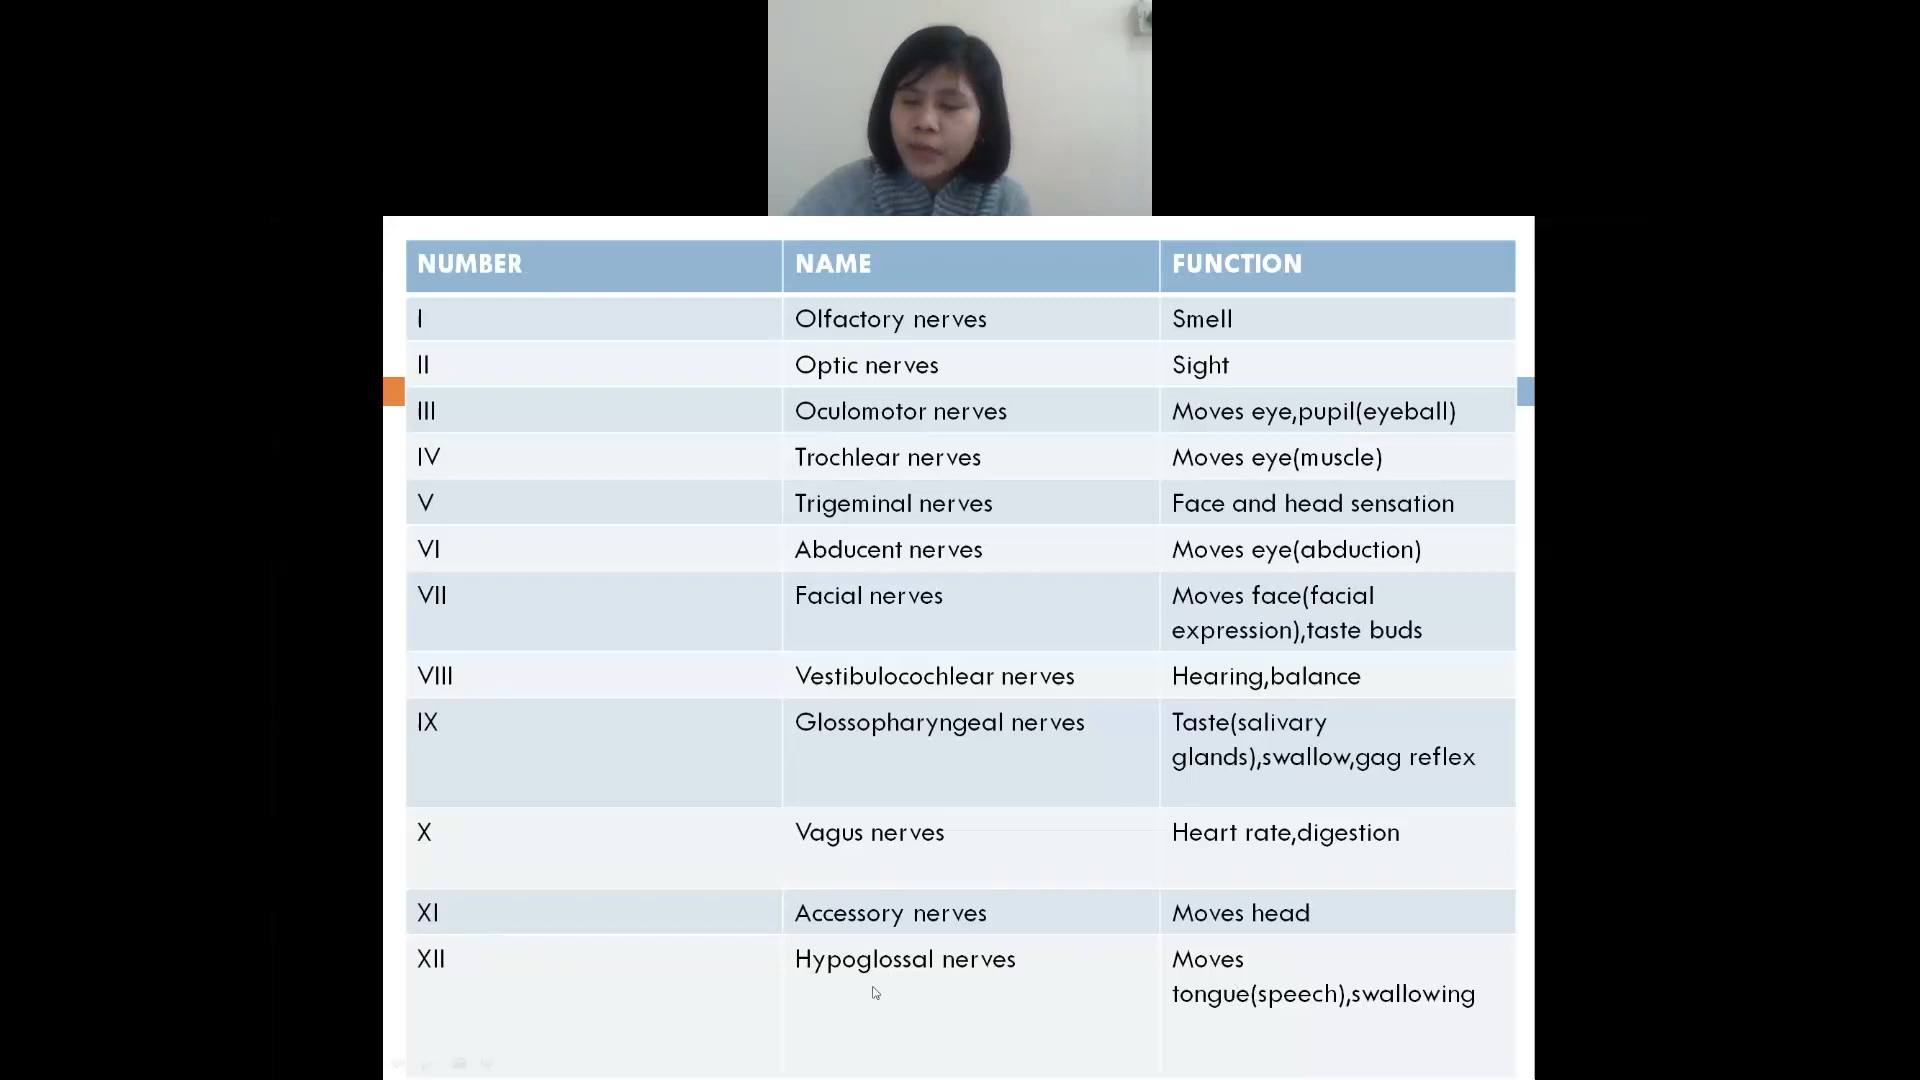 NUMBER NAME FUNCTION
I Olfactory nerves Smell
II Optic nerves Sight
III Oculomotor nerves Moves eye,pupil(eyeball)
IV Trochlear nerves Moves eye(muscle)
V Trigeminal nerves Face and head sensation
VI Abducent nerves Moves eye(abduction)
VII Facial nerves Moves face(facial
expression),taste buds
VIII Vestibulocochlear nerves Hearing,balance
IX Glossopharyngeal nerves Taste(salivary
glands),swallow,gag reflex
X Vagus nerves Heart rate,digestion
XI Accessory nerves Moves head
XII Hypoglossal nerves Moves
tongue(speech),swallowing